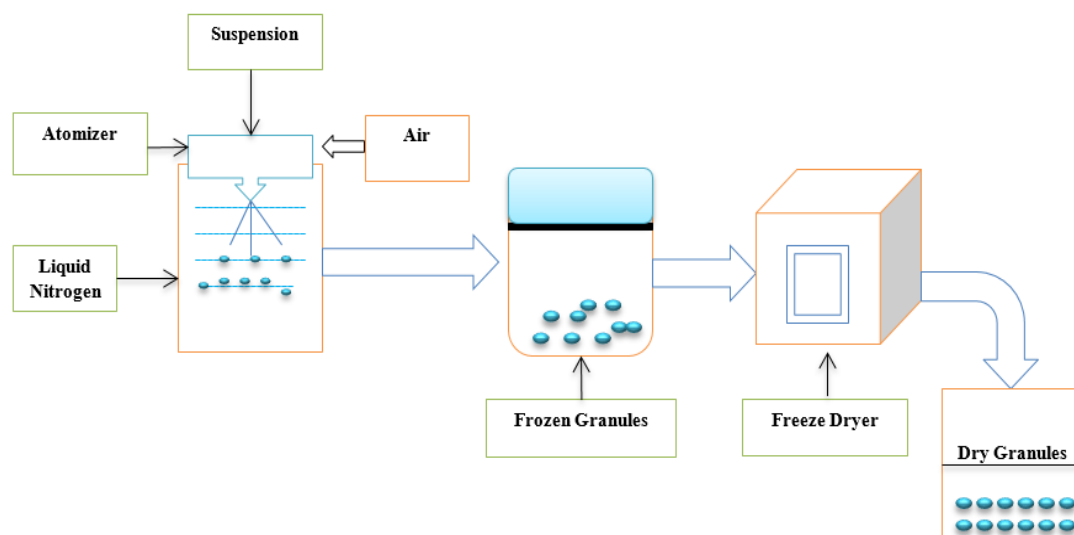 Suspension
Atomizer
Air
Liquid
Nitrogen
Frozen Granules
Freeze Dryer
Dry Granules